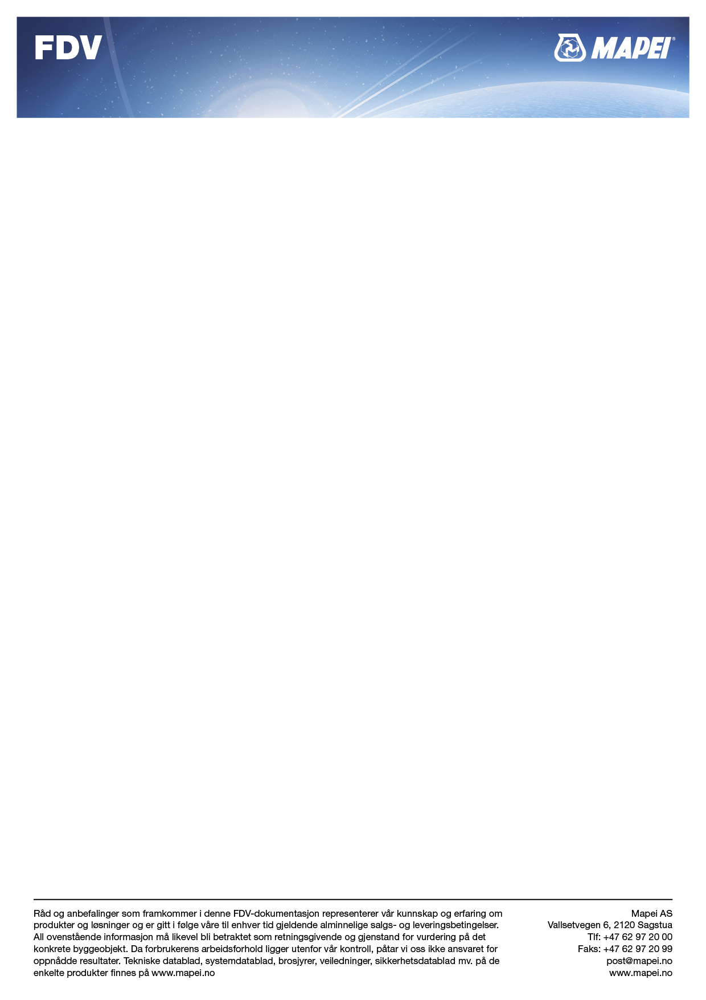 FDV
MAPEI®
Råd og anbefalinger som framkommer i denne FDV-dokumentasjon representerer vår kunnskap og erfaring om
produkter og løsninger og er gitt i følge våre til enhver tid gjeldende alminnelige salgs- og leveringsbetingelser.
All ovenstående informasjon må likevel bli betraktet som retningsgivende og gjenstand for vurdering på det
konkrete byggeobjekt. Da forbrukerens arbeidsforhold ligger utenfor vår kontroll, påtar vi oss ikke ansvaret for
oppnådde resultater. Tekniske datablad, systemdatablad, brosjyrer, veiledninger, sikkerhetsdatablad mv. på de
enkelte produkter finnes på www.mapei.no
Mapei AS
Vallsetvegen 6, 2120 Sagstua
Tlf: +47 62 97 20 00
Faks: +47 62 97 20 99
post@mapei.no
www.mapei.no